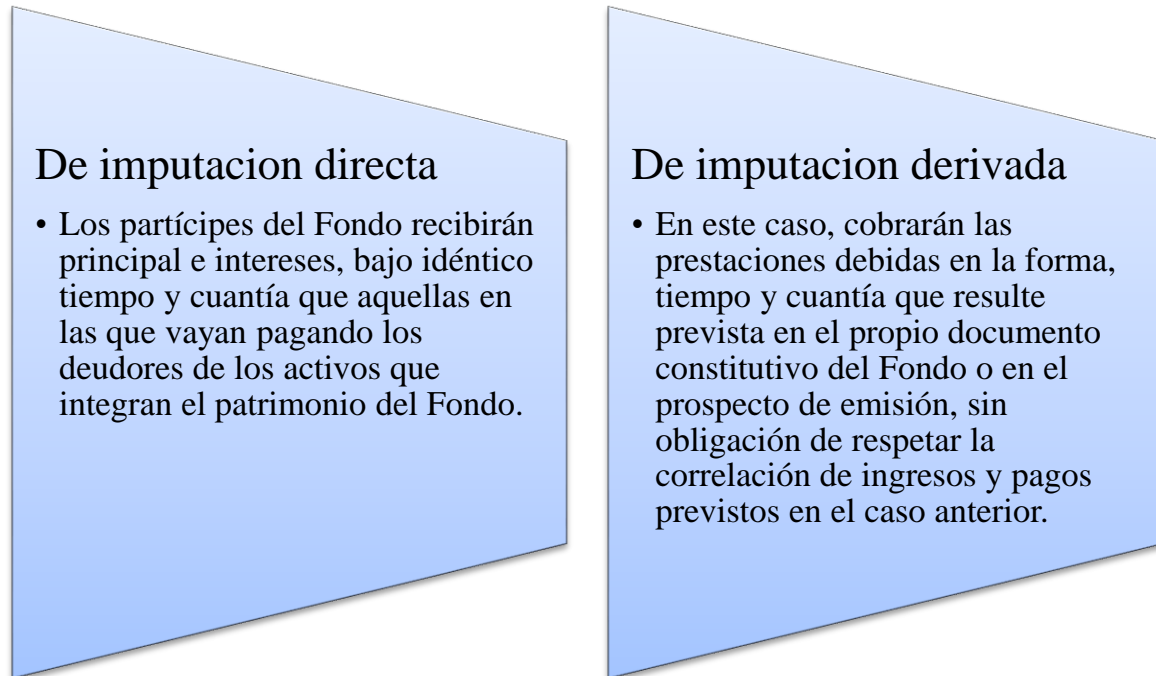 De imputacion directa
• Los partícipes del Fondo recibirán
principal e intereses, bajo idéntico
tiempo y cuantía que aquellas en
las que vayan pagando los
deudores de los activos que
integran el patrimonio del Fondo.
De imputacion derivada
• En este caso, cobrarán las
prestaciones debidas en la forma,
tiempo y cuantía que resulte
prevista en el propio documento
constitutivo del Fondo o en el
prospecto de emisión, sin
obligación de respetar la
correlación de ingresos y pagos
previstos en el caso anterior.